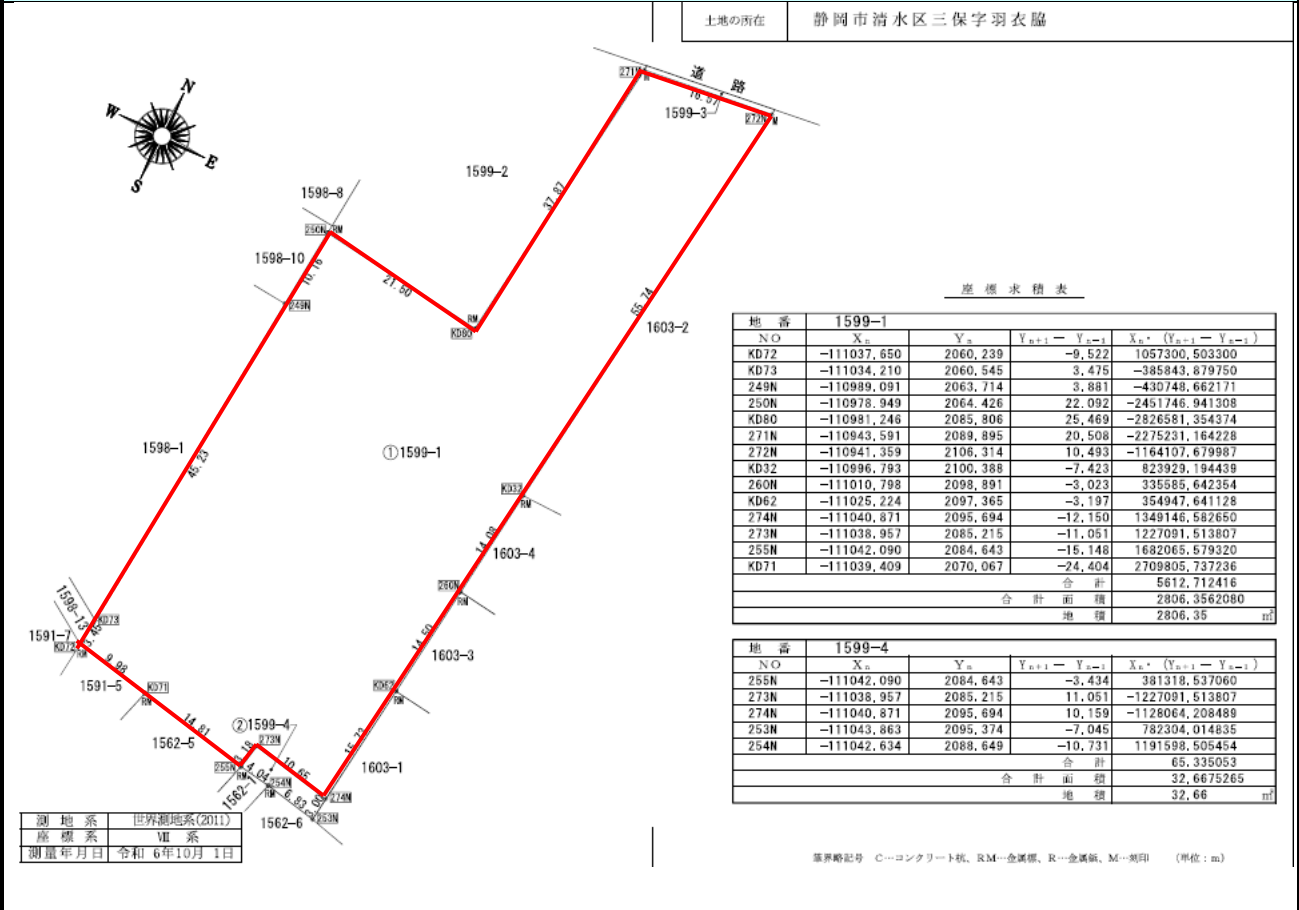 土地の所在 静岡市清水区三保字羽衣脇
道路
271N M
16.57
1599-3
272N M
N
W
E
S
1599-2
1598-8
37.87
250N RM
1598-10
10.16
21.50
249N
RM
KD80
55.74
1603-2
1598-1
45.23
①1599-1
KD32
RM
14.08
1603-4
260N
RM
14.50
1603-3
1598-13
KD73
3.45
1591-7
KD72
RM
9.98
1591-5
KD71
RM
KD62
RM
14.81
②1599-4
1562-5
273N
15.73
3.18
10.65
1603-1
255N
RM
4.04
254N
RM
1562-1
6.83
3.00
274N
1562-6
253N
座標求積表
地番 1599-1
NO Xn Yn Yn+1 − Yn-1 Xn・(Yn+1 − Yn-1)
KD72 -111037.650 2060.239 -9.522 1057300.503300
KD73 -111034.210 2060.545 3.475 -385843.879750
249N -110989.091 2063.714 3.881 -430748.662171
250N -110978.949 2064.426 22.092 -2451746.941308
KD80 -110981.246 2085.806 25.469 -2826581.354374
271N -110943.591 2089.895 20.508 -2275231.164228
272N -110941.359 2106.314 10.493 -1164107.679987
KD32 -110996.793 2100.388 -7.423 823929.194439
260N -111010.798 2098.891 -3.023 335585.642354
KD62 -111025.224 2097.365 -3.197 354947.641128
274N -111040.871 2095.694 -12.150 1349146.582650
273N -111038.957 2085.215 -11.051 1227091.513807
255N -111042.090 2084.643 -15.148 1682065.579320
KD71 -111039.409 2070.067 -24.404 2709805.737236
合計 5612.712416
合計面積 2806.3562080
地積 2806.35 ㎡
地番 1599-4
NO Xn Yn Yn+1 − Yn-1 Xn・(Yn+1 − Yn-1)
255N -111042.090 2084.643 -3.434 381318.537060
273N -111038.957 2085.215 11.051 -1227091.513807
274N -111040.871 2095.694 10.159 -1128064.208489
253N -111043.863 2095.374 -7.045 782304.014835
254N -111042.634 2088.649 -10.731 1191598.505454
合計 65.335053
合計面積 32.6675265
地積 32.66 ㎡
測地系 世界測地系(2011)
座標系 Ⅷ 系
測量年月日 令和 6年10月 1日
筆界略記号 C…コンクリート杭、RM…金属標、R…金属鋲、M…刻印 (単位:m)